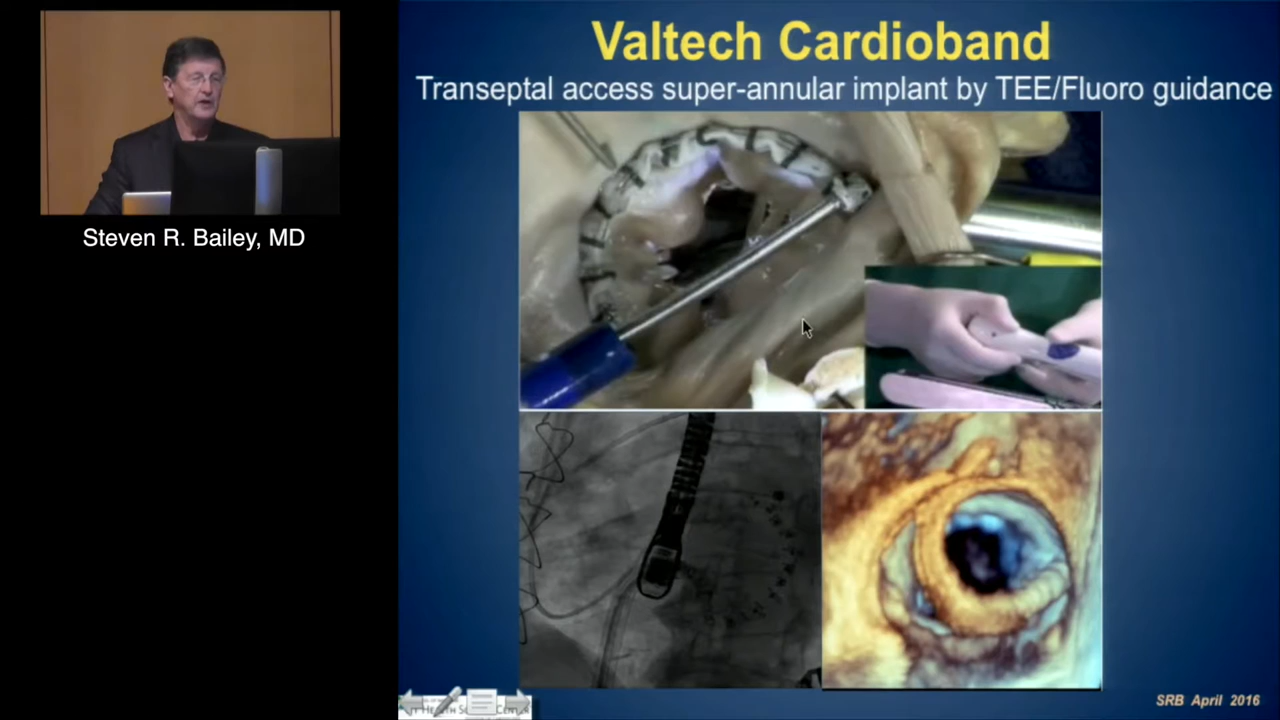 Valtech Cardioband
Transeptal access super-annular implant by TEE/Fluoro guidance
Steven R. Bailey, MD
SRB April 2016